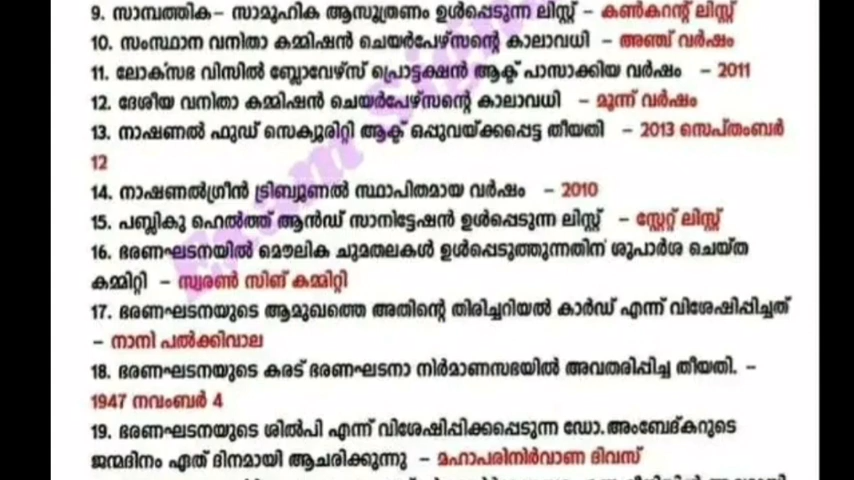 9. സാമ്പത്തിക- സാമൂഹിക ആസൂത്രണം ഉൾപ്പെടുന്ന ലിസ്റ്റ് - കൺകറന്റ് ലിസ്റ്റ്
10. സംസ്ഥാന വനിതാ കമ്മിഷൻ ചെയർപേഴ്സന്റെ കാലാവധി - അഞ്ച് വർഷം
11. ലോക്സഭ വിസിൽ ബ്ലോവേഴ്സ് പ്രൊട്ടക്ഷൻ ആക്ട് പാസാക്കിയ വർഷം - 2011
12. ദേശീയ വനിതാ കമ്മിഷൻ ചെയർപേഴ്സന്റെ കാലാവധി - മൂന്ന് വർഷം
13. നാഷണൽ ഫുഡ് സെക്യൂരിറ്റി ആക്ട് ഒപ്പുവയ്ക്കപ്പെട്ട തീയതി - 2013 സെപ്തംബർ
12
14. നാഷണൽഗ്രീൻ ട്രിബ്യൂണൽ സ്ഥാപിതമായ വർഷം - 2010
15. പബ്ലികു ഹെൽത്ത് ആൻഡ് സാനിട്ടേഷൻ ഉൾപ്പെടുന്ന ലിസ്റ്റ് - സ്റ്റേറ്റ് ലിസ്റ്റ്
16. ഭരണഘടനയിൽ മൌലിക ചുമതലകൾ ഉൾപ്പെടുത്തുന്നതിന് ശുപാർശ ചെയ്ത
കമ്മിറ്റി - സ്വരൺ സിങ് കമ്മിറ്റി
17. ഭരണഘടനയുടെ ആമുഖത്തെ അതിന്റെ തിരിച്ചറിയൽ കാർഡ് എന്ന് വിശേഷിപ്പിച്ചത്
- നാനി പൽക്കിവാല
18. ഭരണഘടനയുടെ കരട് ഭരണഘടനാ നിർമാണസഭയിൽ അവതരിപ്പിച്ച തീയതി. -
1947 നവംബർ 4
19. ഭരണഘടനയുടെ ശിൽപി എന്ന് വിശേഷിപ്പിക്കപ്പെടുന്ന ഡോ.അംബേദ്കറുടെ
ജന്മദിനം ഏത് ദിനമായി ആചരിക്കുന്നു - മഹാപരിനിർവാണ ദിവസ്